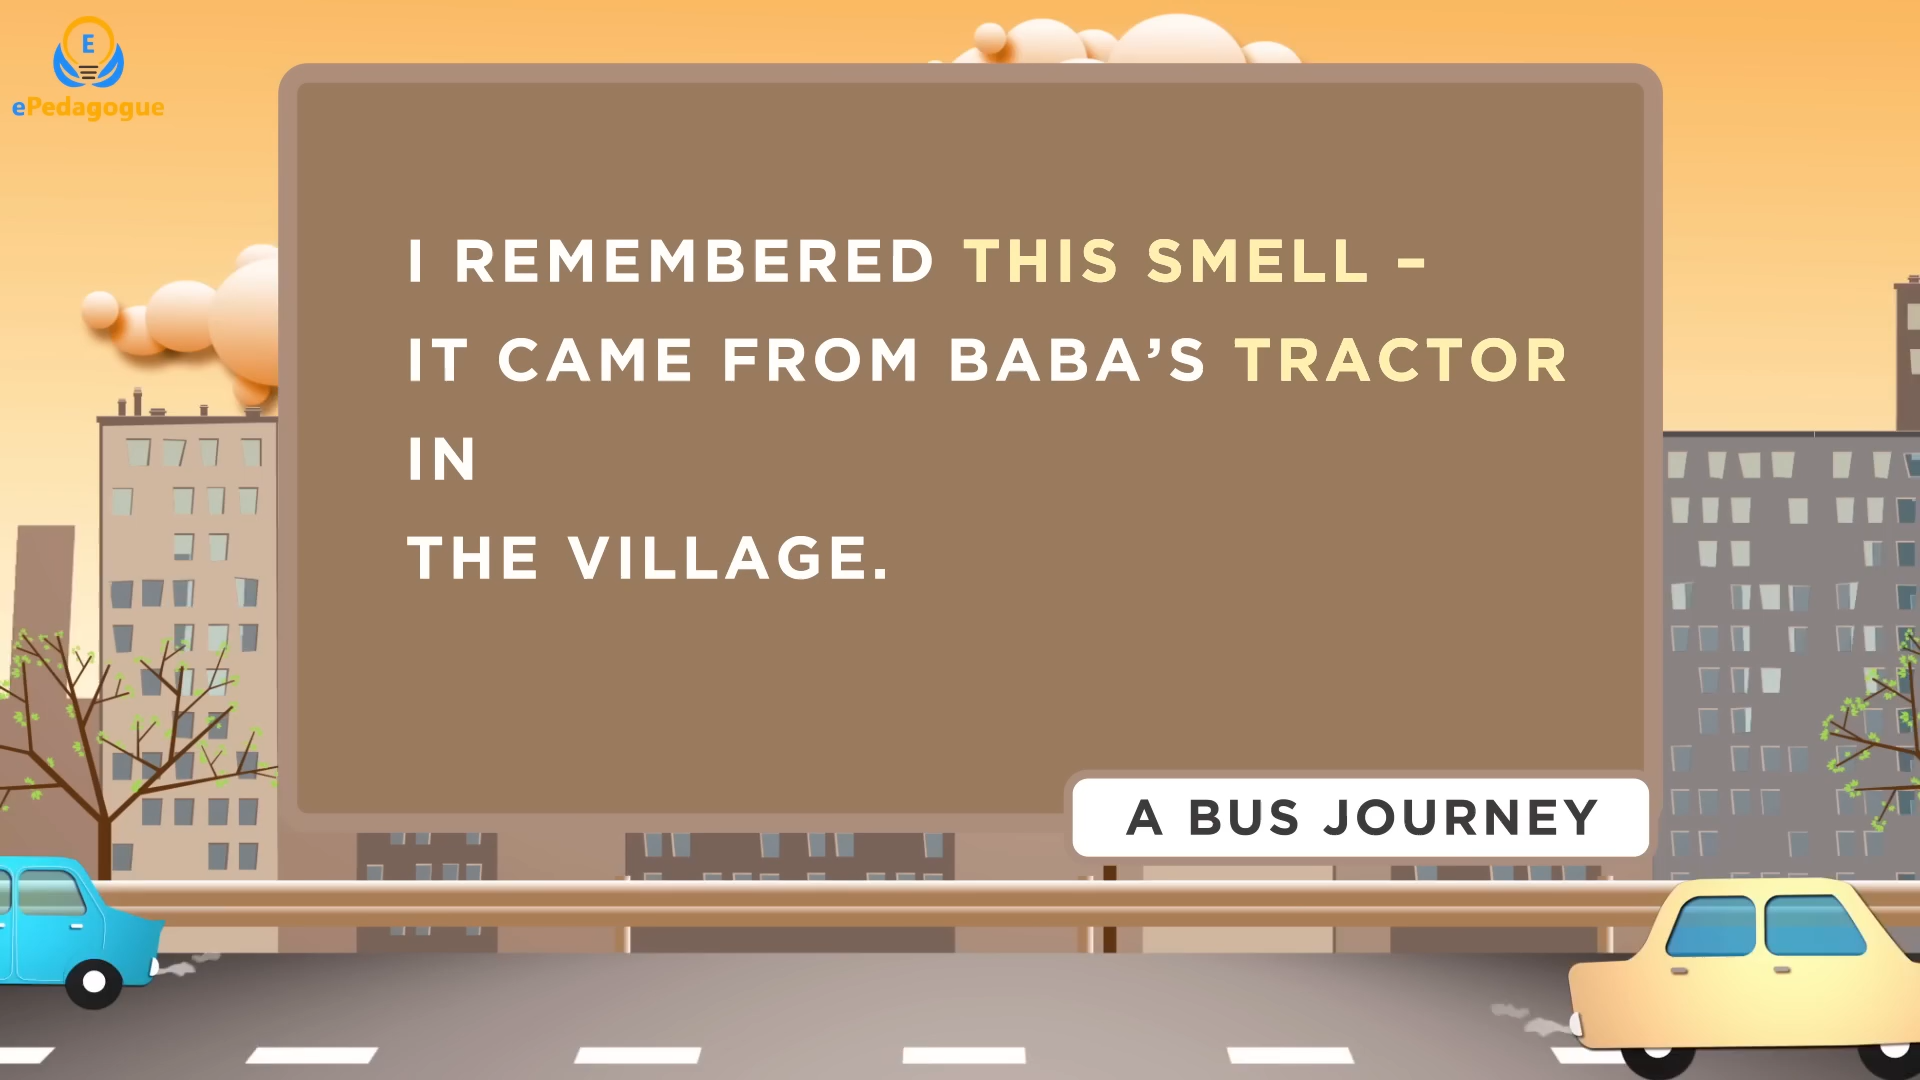 E
ePedagogue
I REMEMBERED THIS SMELL –
IT CAME FROM BABA’S TRACTOR
IN
THE VILLAGE.
A BUS JOURNEY